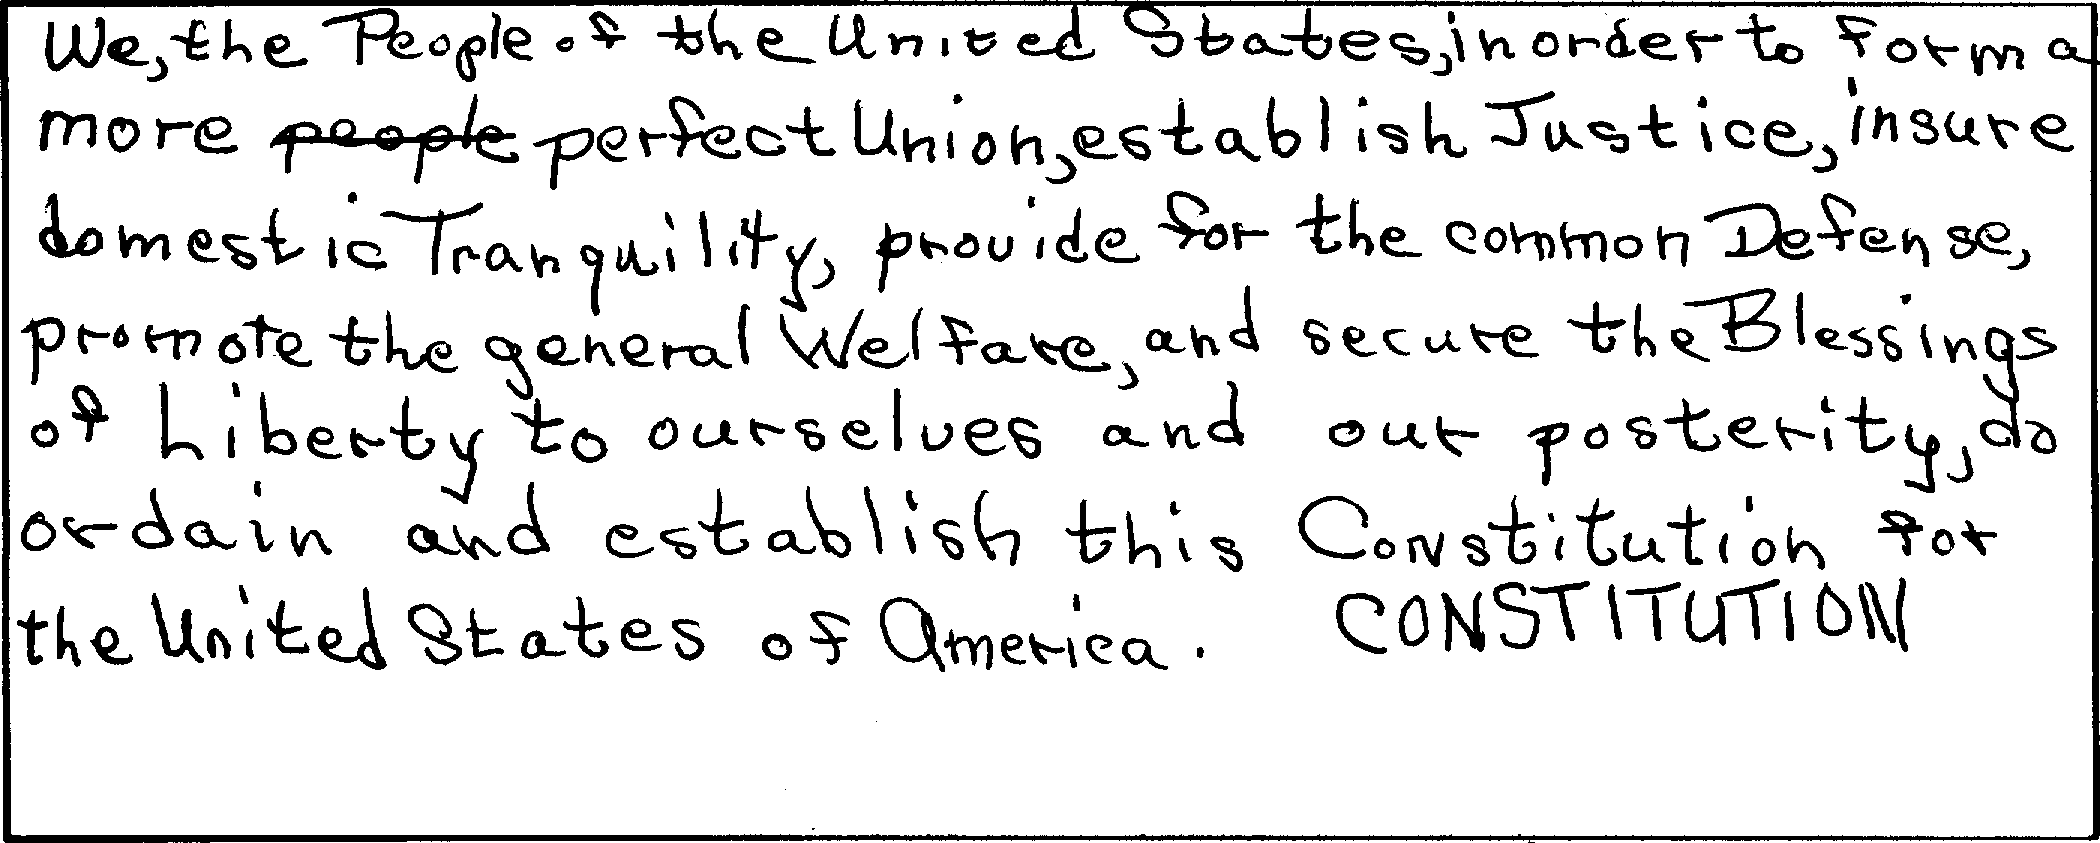 We, the People of the United States, in order to form a
more ~~people~~ perfect Union, establish Justice, insure
domestic Tranquility, provide for the common Defense,
promote the general Welfare, and secure the Blessings
of Liberty to ourselves and our posterity, do
ordain and establish this Constitution for
the United States of America. CONSTITUTION